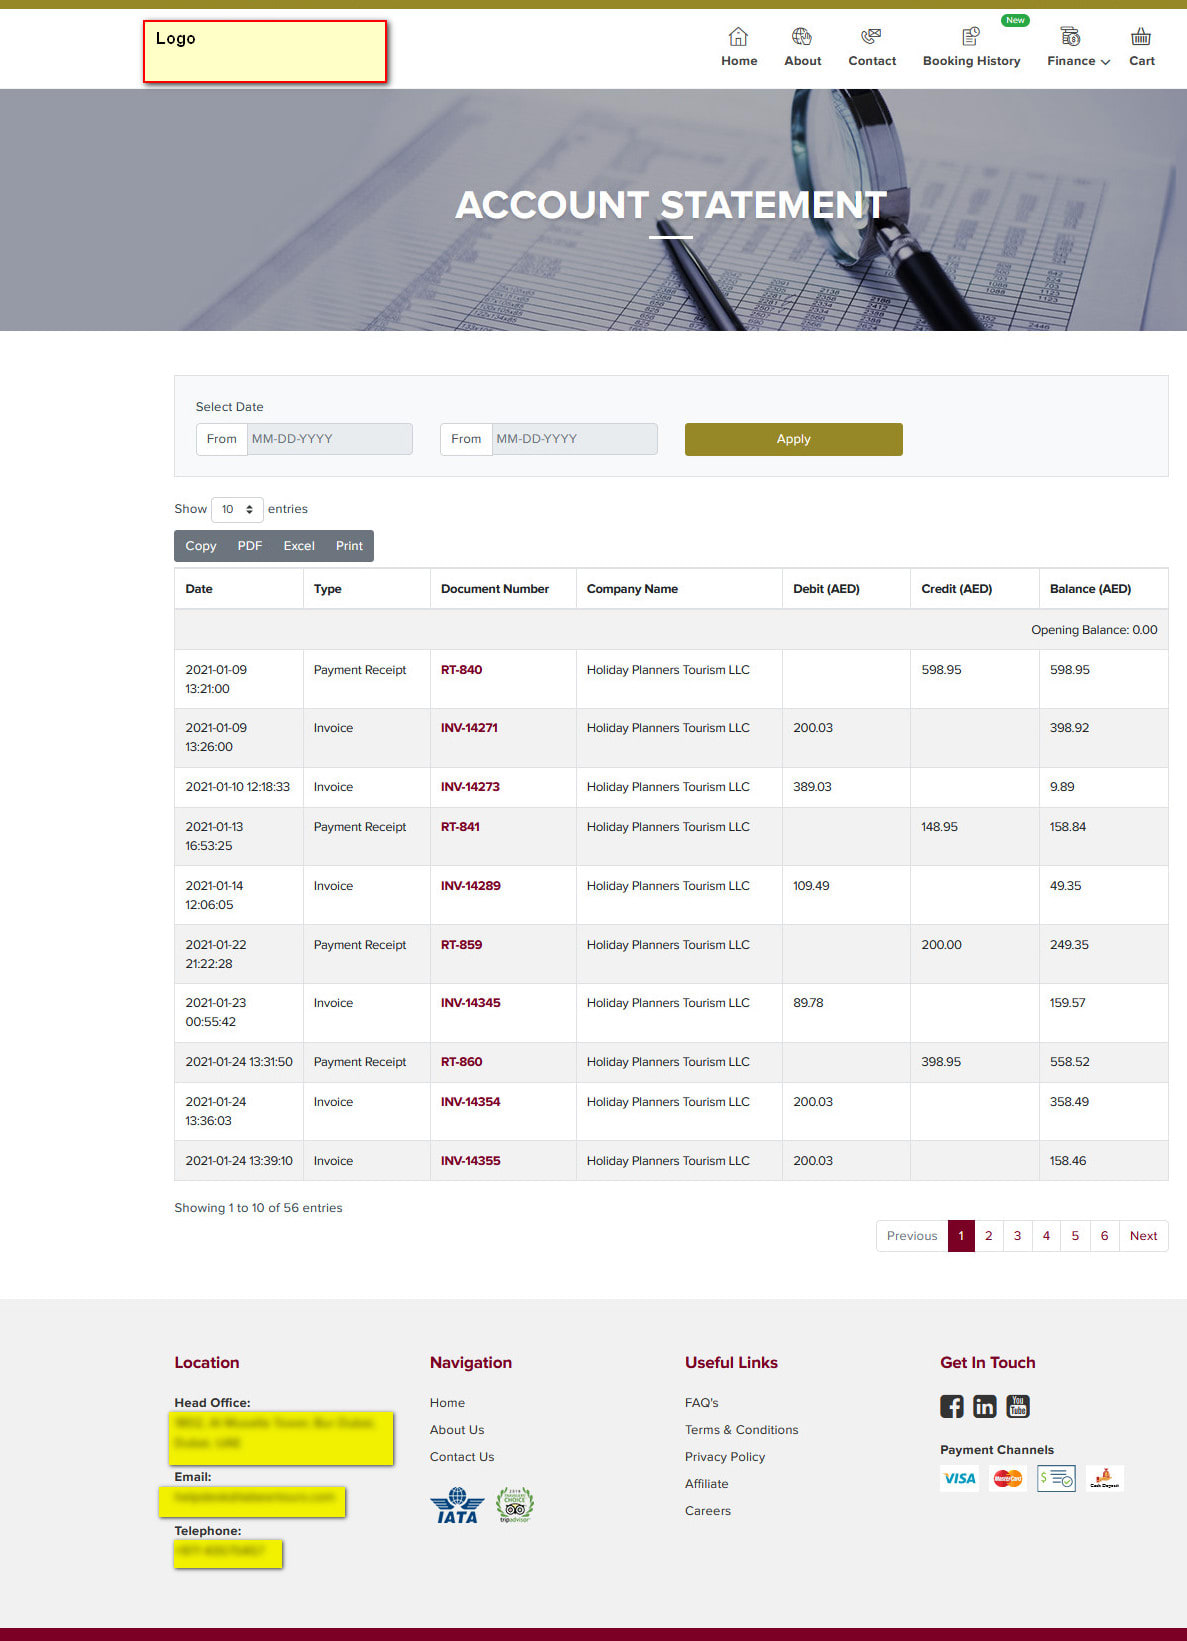 Logo
New
Home About Contact Booking History Finance Cart
ACCOUNT STATEMENT
Select Date
From MM-DD-YYYY From MM-DD-YYYY Apply
Show 10 entries
Copy PDF Excel Print
Date Type Document Number Company Name Debit (AED) Credit (AED) Balance (AED)
Opening Balance: 0.00
2021-01-09 Payment Receipt RT-840 Holiday Planners Tourism LLC 598.95 598.95
13:21:00
2021-01-09 Invoice INV-14271 Holiday Planners Tourism LLC 200.03 398.92
13:26:00
2021-01-10 12:18:33 Invoice INV-14273 Holiday Planners Tourism LLC 389.03 9.89
2021-01-13 Payment Receipt RT-841 Holiday Planners Tourism LLC 148.95 158.84
16:53:25
2021-01-14 Invoice INV-14289 Holiday Planners Tourism LLC 109.49 49.35
12:06:05
2021-01-22 Payment Receipt RT-859 Holiday Planners Tourism LLC 200.00 249.35
21:22:28
2021-01-23 Invoice INV-14345 Holiday Planners Tourism LLC 89.78 159.57
00:55:42
2021-01-24 13:31:50 Payment Receipt RT-860 Holiday Planners Tourism LLC 398.95 558.52
2021-01-24 Invoice INV-14354 Holiday Planners Tourism LLC 200.03 358.49
13:36:03
2021-01-24 13:39:10 Invoice INV-14355 Holiday Planners Tourism LLC 200.03 158.46
Showing 1 to 10 of 56 entries
Previous 1 2 3 4 5 6 Next
Location Navigation Useful Links Get In Touch
Head Office: Home FAQ's
You Tube
About Us Terms & Conditions
Contact Us Privacy Policy Payment Channels
Email: Affiliate VISA MasterCard Cash Deposit
IATA tripadvisor Careers
Telephone: